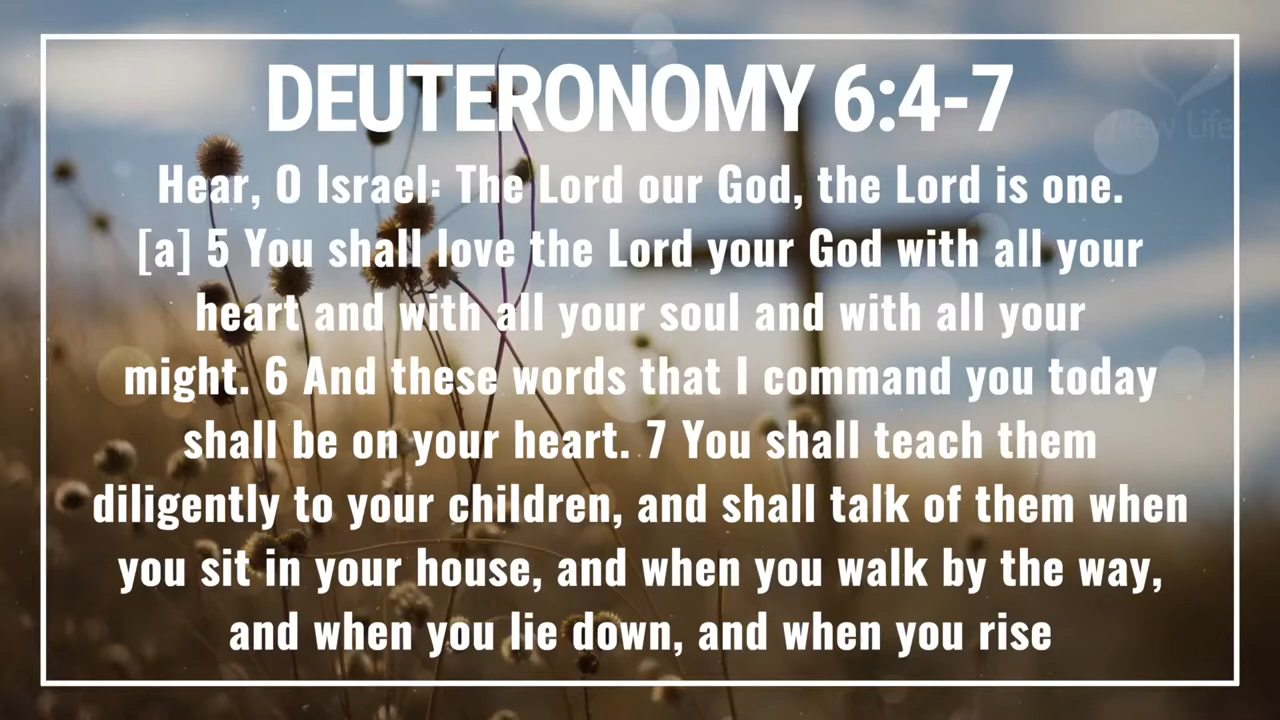 DEUTERONOMY 6:4-7
New Life
Hear, O Israel: The Lord our God, the Lord is one.
[a] 5 You shall love the Lord your God with all your
heart and with all your soul and with all your
might. 6 And these words that I command you today
shall be on your heart. 7 You shall teach them
diligently to your children, and shall talk of them when
you sit in your house, and when you walk by the way,
and when you lie down, and when you rise